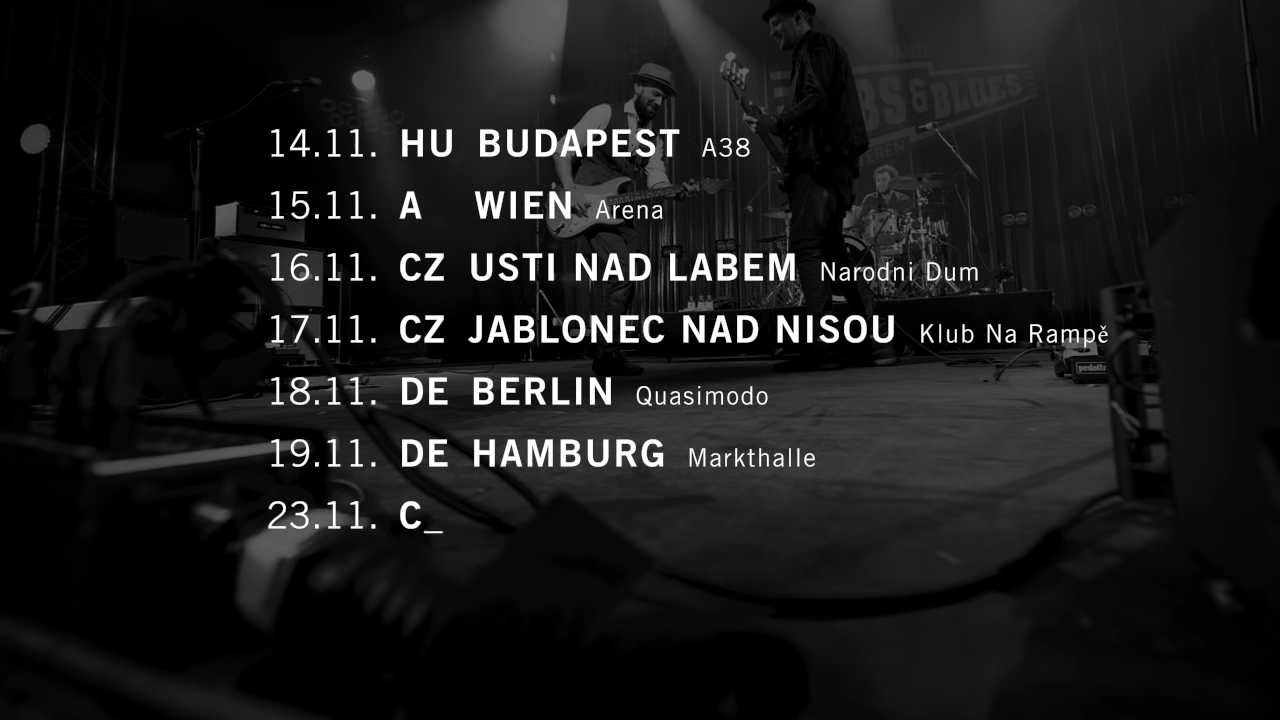 BS & BLUES
14.11. HU BUDAPEST A38
15.11. A WIEN Arena
16.11. CZ USTI NAD LABEM Narodni Dum
17.11. CZ JABLONEC NAD NISOU Klub Na Rampě
18.11. DE BERLIN Quasimodo
19.11. DE HAMBURG Markthalle
23.11. C_